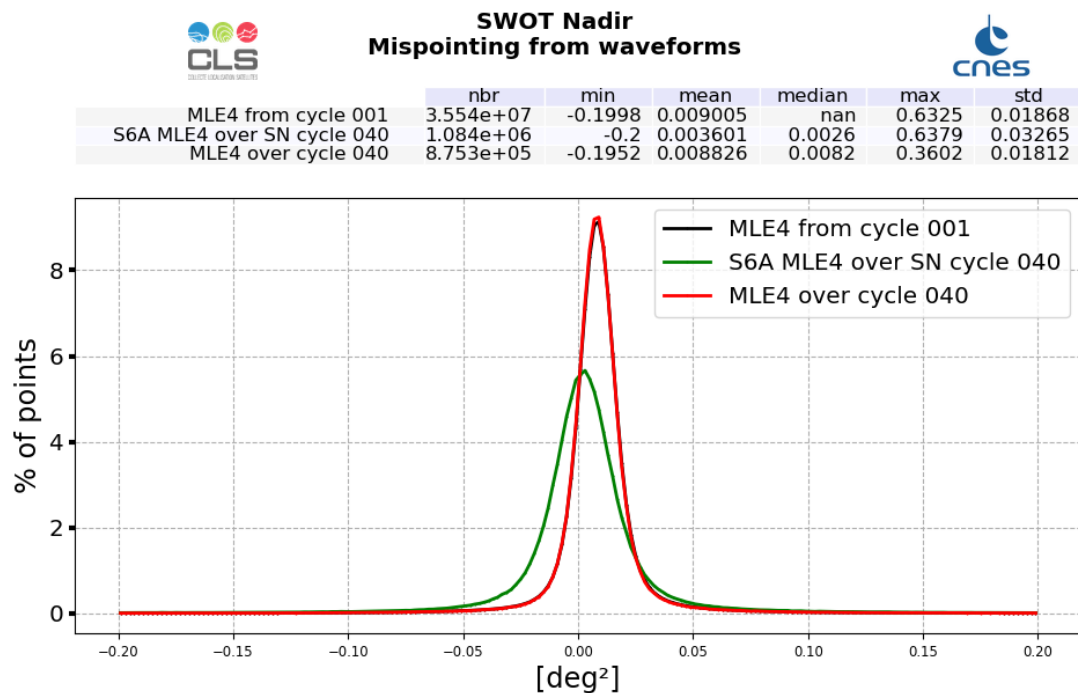 SWOT Nadir
Mispointing from waveforms
CLS
COLLECTE LOCALISATION SATELLITES
cnes
nbr min mean median max std
MLE4 from cycle 001 3.554e+07 -0.1998 0.009005 nan 0.6325 0.01868
S6A MLE4 over SN cycle 040 1.084e+06 -0.2 0.003601 0.0026 0.6379 0.03265
MLE4 over cycle 040 8.753e+05 -0.1952 0.008826 0.0082 0.3602 0.01812
MLE4 from cycle 001
S6A MLE4 over SN cycle 040
MLE4 over cycle 040
% of points
8
6
4
2
0
−0.20 −0.15 −0.10 −0.05 0.00 0.05 0.10 0.15 0.20
[deg²]